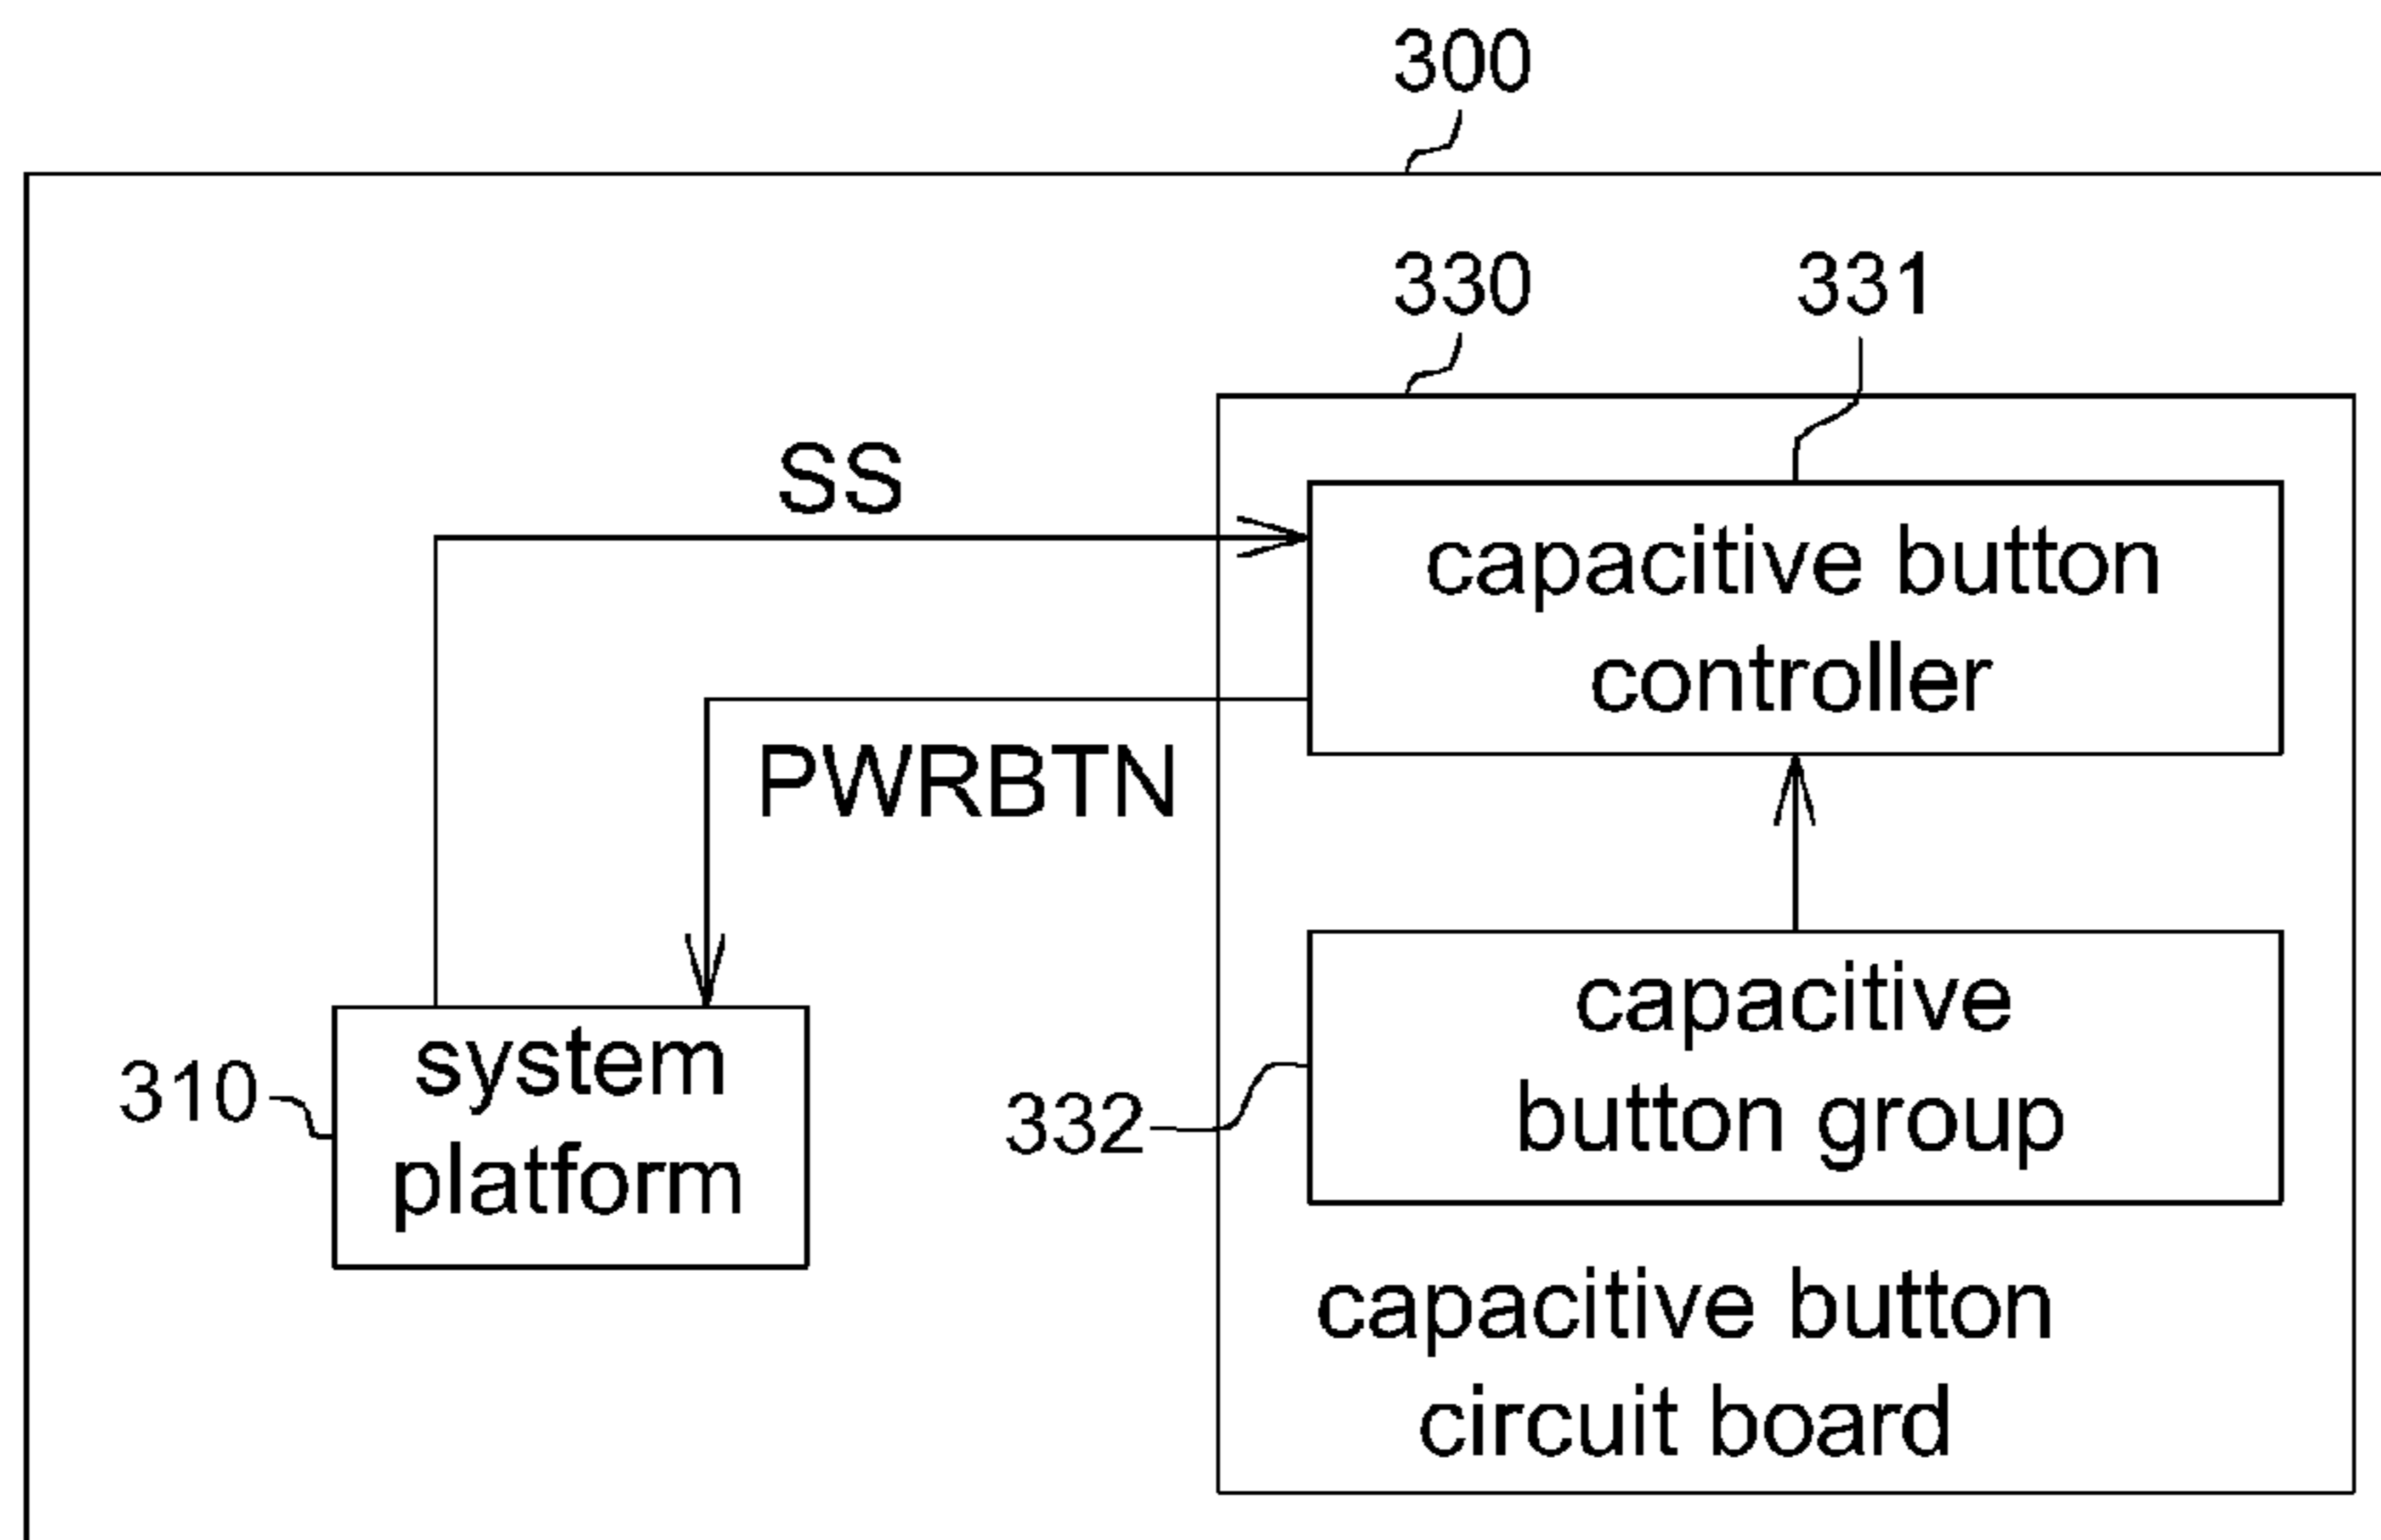 300
330
331
SS
capacitive button
controller
PWRBTN
capacitive
button group
332
system
platform
310
capacitive button
circuit board